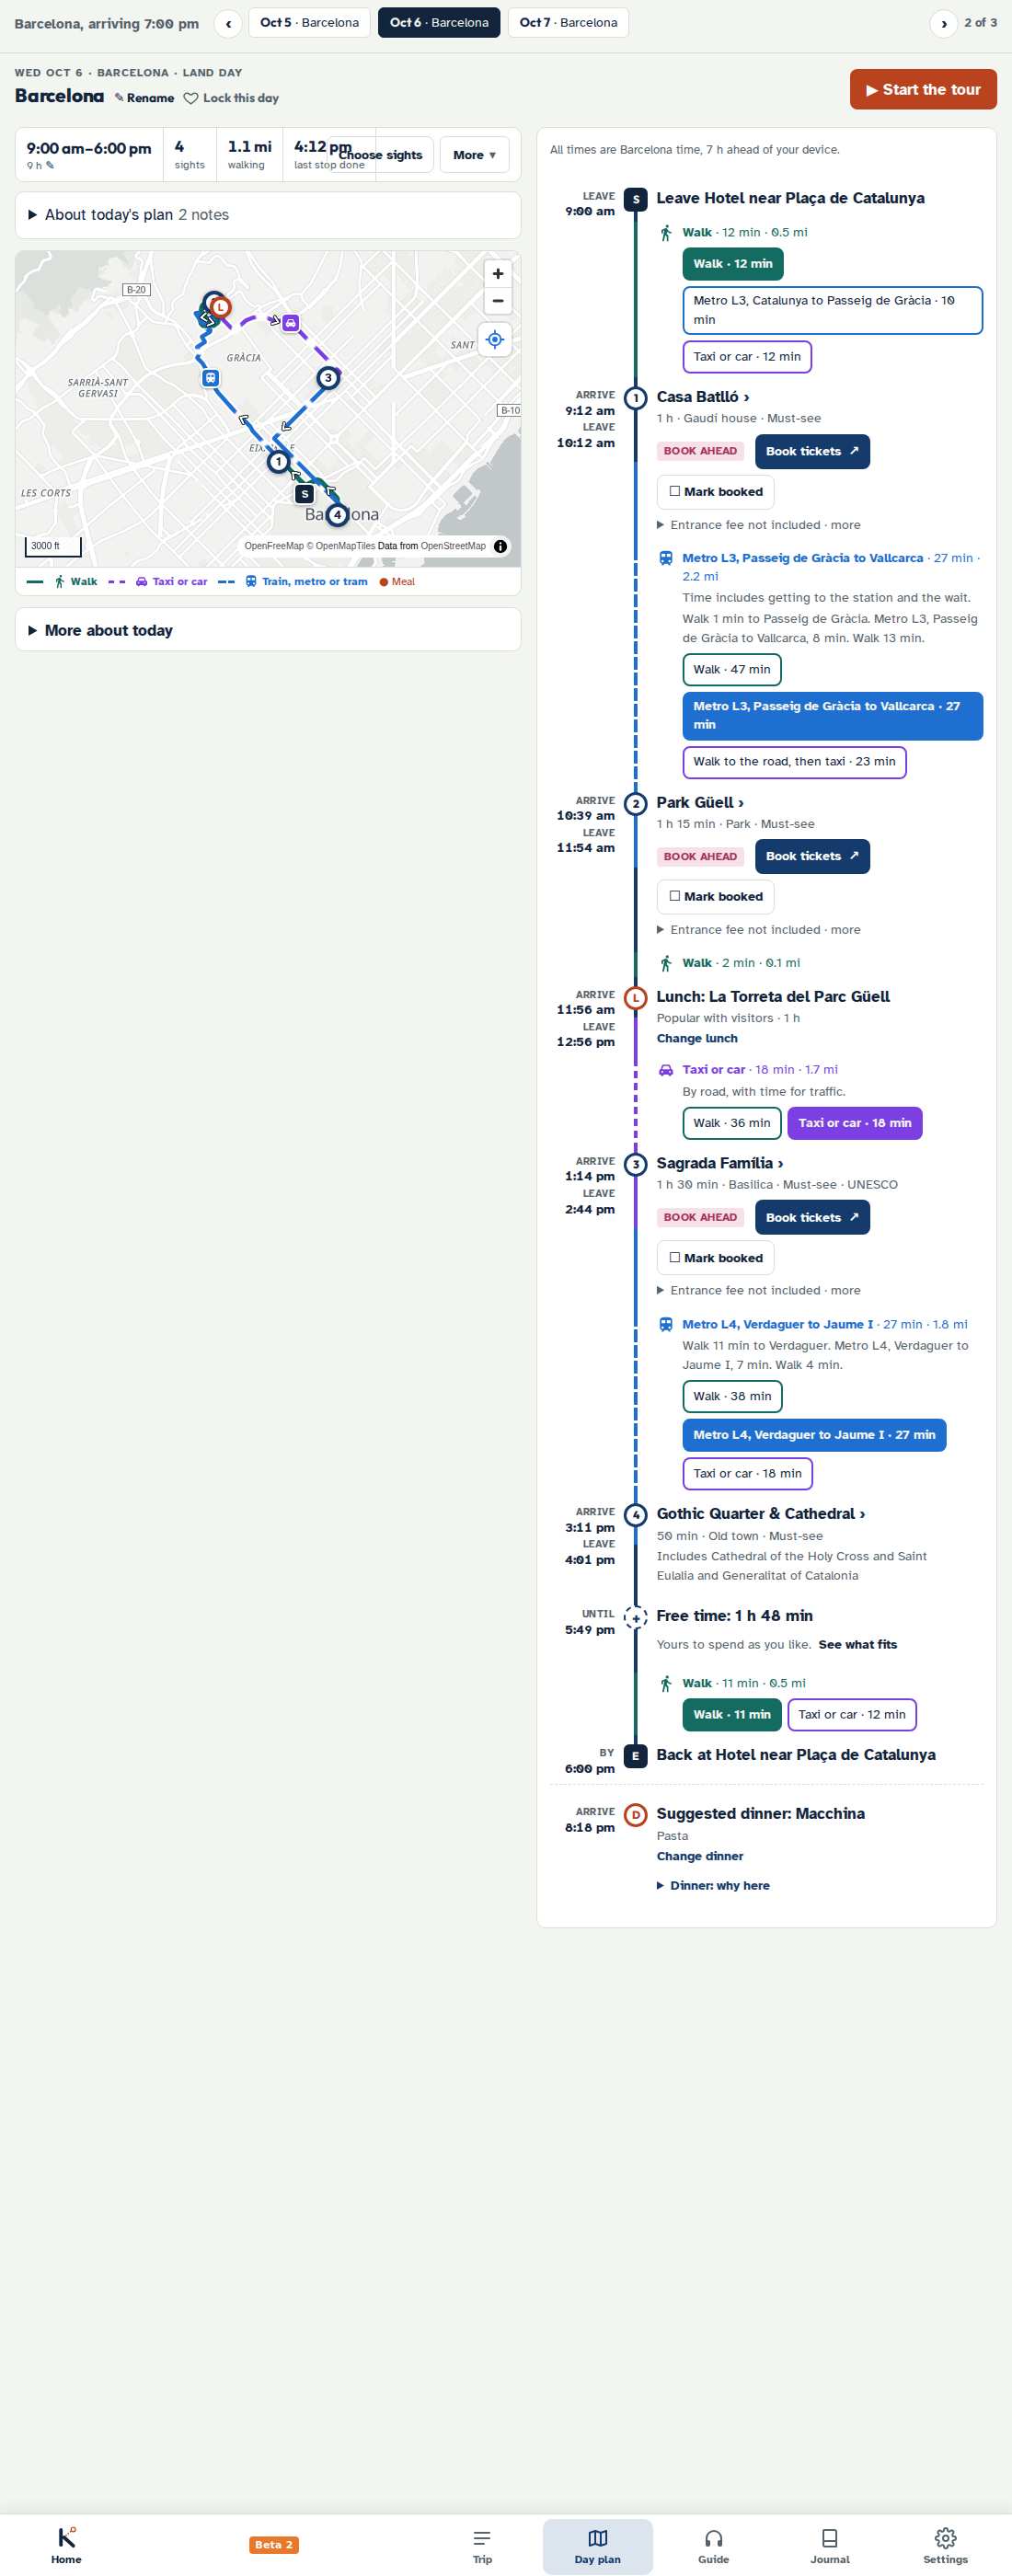 Barcelona, arriving 7:00 pm
‹
Oct 5 · Barcelona
Oct 6 · Barcelona
Oct 7 · Barcelona
›
2 of 3
WED OCT 6 · BARCELONA · LAND DAY
Barcelona
✎ Rename
Lock this day
▶ Start the tour
9:00 am–6:00 pm
9 h ✎
4
sights
1.1 mi
walking
4:12 pm
last stop done
Choose sights
More ▾
▶ About today's plan 2 notes
B-20
GRÀCIA
SANT
SARRIÀ-SANT
GERVASI
B-10
LES CORTS
L
3
1
S
4
+
−
3000 ft
OpenFreeMap © OpenMapTiles Data from OpenStreetMap
Walk
Taxi or car
Train, metro or tram
Meal
▶ More about today
All times are Barcelona time, 7 h ahead of your device.
LEAVE
9:00 am
S
Leave Hotel near Plaça de Catalunya
Walk · 12 min · 0.5 mi
Walk · 12 min
Metro L3, Catalunya to Passeig de Gràcia · 10
min
Taxi or car · 12 min
ARRIVE
9:12 am
LEAVE
10:12 am
1
Casa Batlló ›
1 h · Gaudí house · Must-see
BOOK AHEAD
Book tickets ↗
☐ Mark booked
▶ Entrance fee not included · more
Metro L3, Passeig de Gràcia to Vallcarca · 27 min ·
2.2 mi
Time includes getting to the station and the wait.
Walk 1 min to Passeig de Gràcia. Metro L3, Passeig
de Gràcia to Vallcarca, 8 min. Walk 13 min.
Walk · 47 min
Metro L3, Passeig de Gràcia to Vallcarca · 27
min
Walk to the road, then taxi · 23 min
ARRIVE
10:39 am
LEAVE
11:54 am
2
Park Güell ›
1 h 15 min · Park · Must-see
BOOK AHEAD
Book tickets ↗
☐ Mark booked
▶ Entrance fee not included · more
Walk · 2 min · 0.1 mi
ARRIVE
11:56 am
LEAVE
12:56 pm
L
Lunch: La Torreta del Parc Güell
Popular with visitors · 1 h
Change lunch
Taxi or car · 18 min · 1.7 mi
By road, with time for traffic.
Walk · 36 min
Taxi or car · 18 min
ARRIVE
1:14 pm
LEAVE
2:44 pm
3
Sagrada Família ›
1 h 30 min · Basilica · Must-see · UNESCO
BOOK AHEAD
Book tickets ↗
☐ Mark booked
▶ Entrance fee not included · more
Metro L4, Verdaguer to Jaume I · 27 min · 1.8 mi
Walk 11 min to Verdaguer. Metro L4, Verdaguer to
Jaume I, 7 min. Walk 4 min.
Walk · 38 min
Metro L4, Verdaguer to Jaume I · 27 min
Taxi or car · 18 min
ARRIVE
3:11 pm
LEAVE
4:01 pm
4
Gothic Quarter & Cathedral ›
50 min · Old town · Must-see
Includes Cathedral of the Holy Cross and Saint
Eulalia and Generalitat of Catalonia
UNTIL
5:49 pm
+
Free time: 1 h 48 min
Yours to spend as you like. See what fits
Walk · 11 min · 0.5 mi
Walk · 11 min
Taxi or car · 12 min
BY
6:00 pm
E
Back at Hotel near Plaça de Catalunya
ARRIVE
8:18 pm
D
Suggested dinner: Macchina
Pasta
Change dinner
▶ Dinner: why here
Home
Beta 2
Trip
Day plan
Guide
Journal
Settings